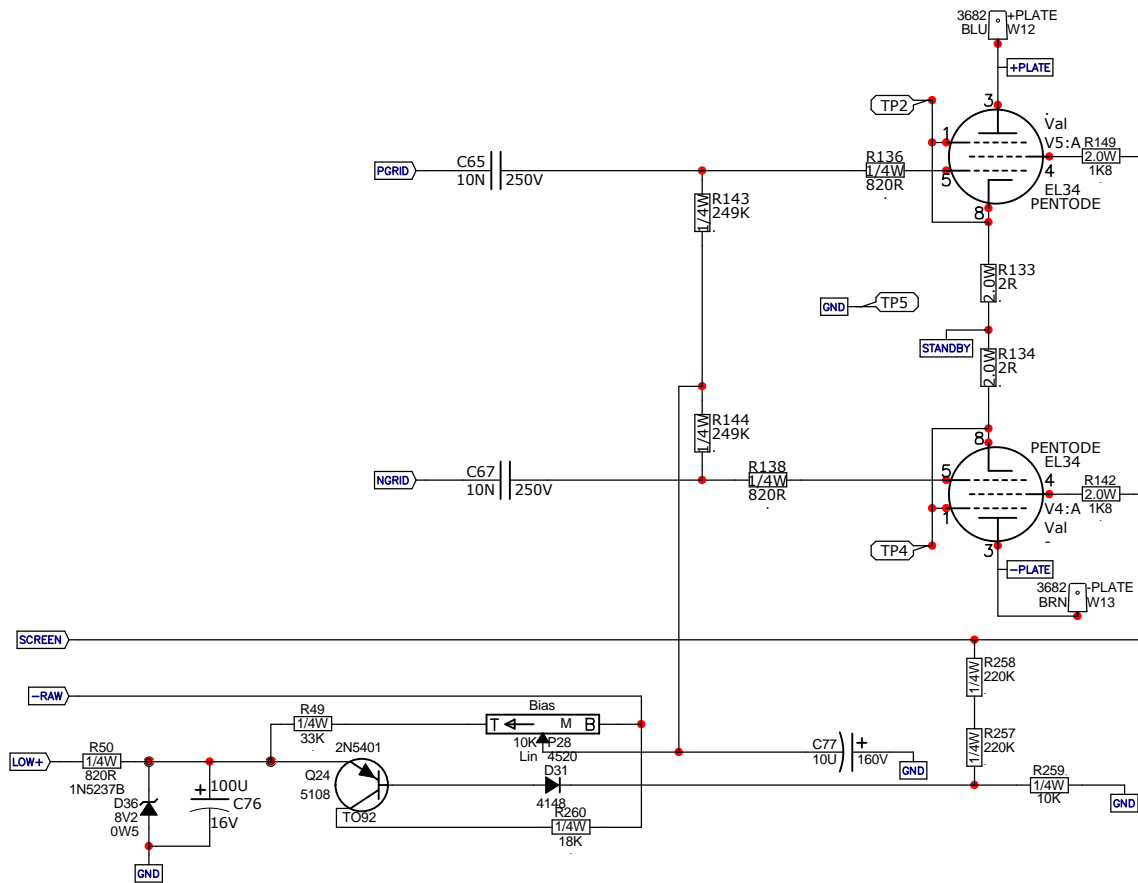 3682 +PLATE
BLU W12
+PLATE
TP2
3
.
Val
1
V5:A
R149
2.0W
1K8
.
PGRID
C65
10N
250V
R136
1/4W
820R
.
5
4
EL34
PENTODE
8
R143
1/4W
249K
.
R133
2.0W
2R
GND
TP5
STANDBY
R134
2.0W
2R
R144
1/4W
249K
.
8
PENTODE
EL34
NGRID
C67
10N
250V
R138
1/4W
820R
.
5
4
R142
2.0W
1K8
.
1
V4:A
Val
-
TP4
3
-PLATE
3682 -PLATE
BRN W13
SCREEN
R258
1/4W
220K
.
-RAW
Bias
R49
1/4W
33K
T
M
B
10K
P28
Lin
4520
R257
1/4W
220K
.
LOW+
R50
1/4W
820R
1N5237B
2N5401
C77
10U
+
160V
GND
Q24
5108
D31
4148
R259
1/4W
10K
.
GND
+
100U
C76
16V
D36
8V2
0W5
TO92
R260
1/4W
18K
.
GND